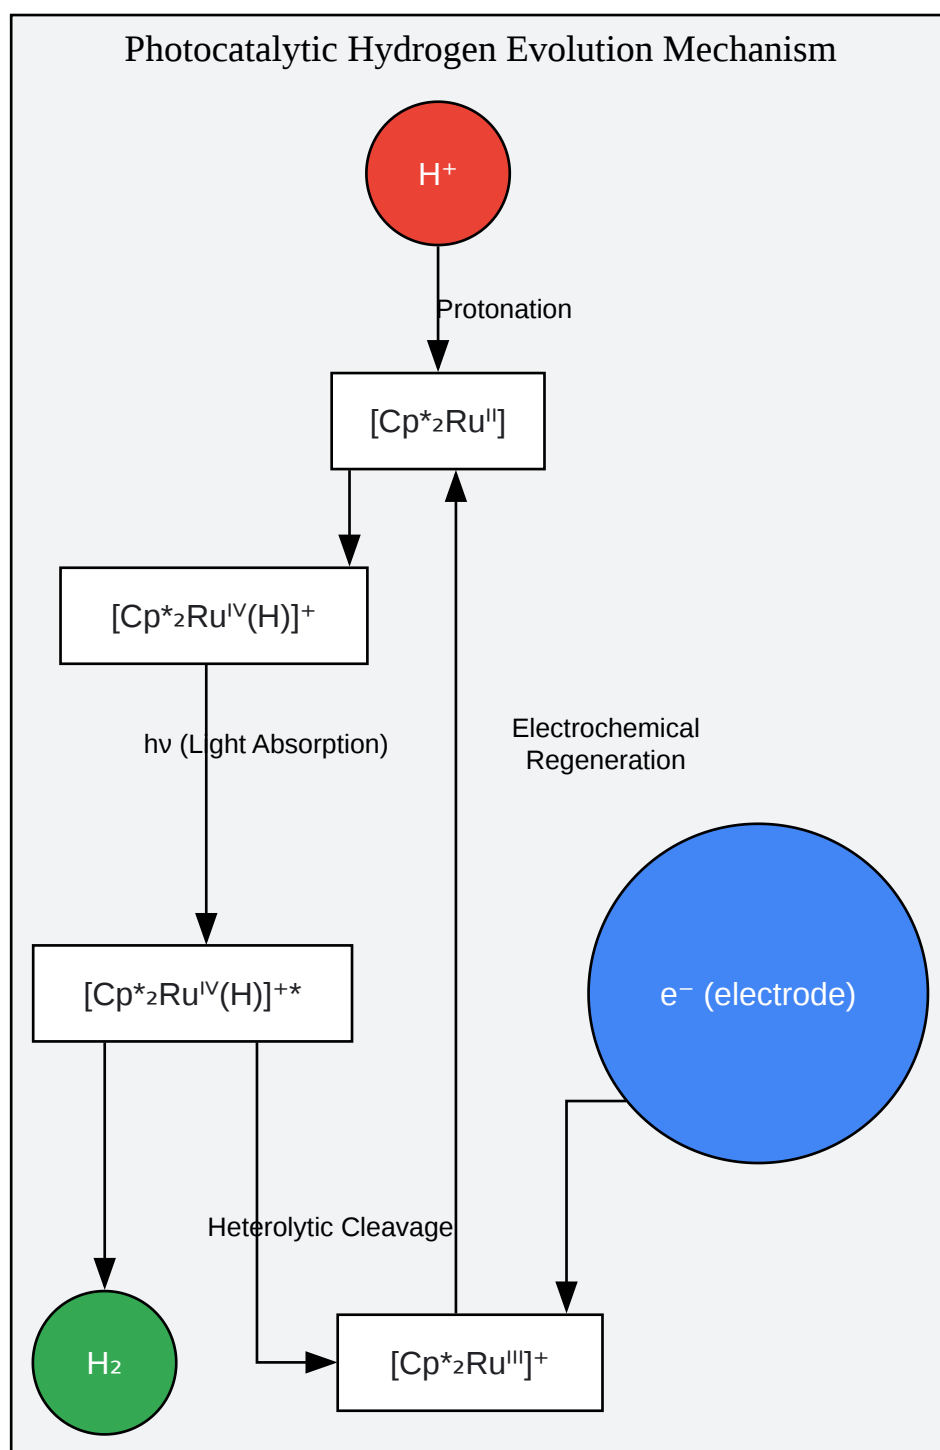 Photocatalytic Hydrogen Evolution Mechanism
H⁺
Protonation
[Cp*₂Ruᴵᴵ]
[Cp*₂Ruᴵⱽ(H)]⁺
hν (Light Absorption)
Electrochemical
Regeneration
[Cp*₂Ruᴵⱽ(H)]⁺*
e⁻ (electrode)
Heterolytic Cleavage
H₂
[Cp*₂Ruᴵᴵᴵ]⁺